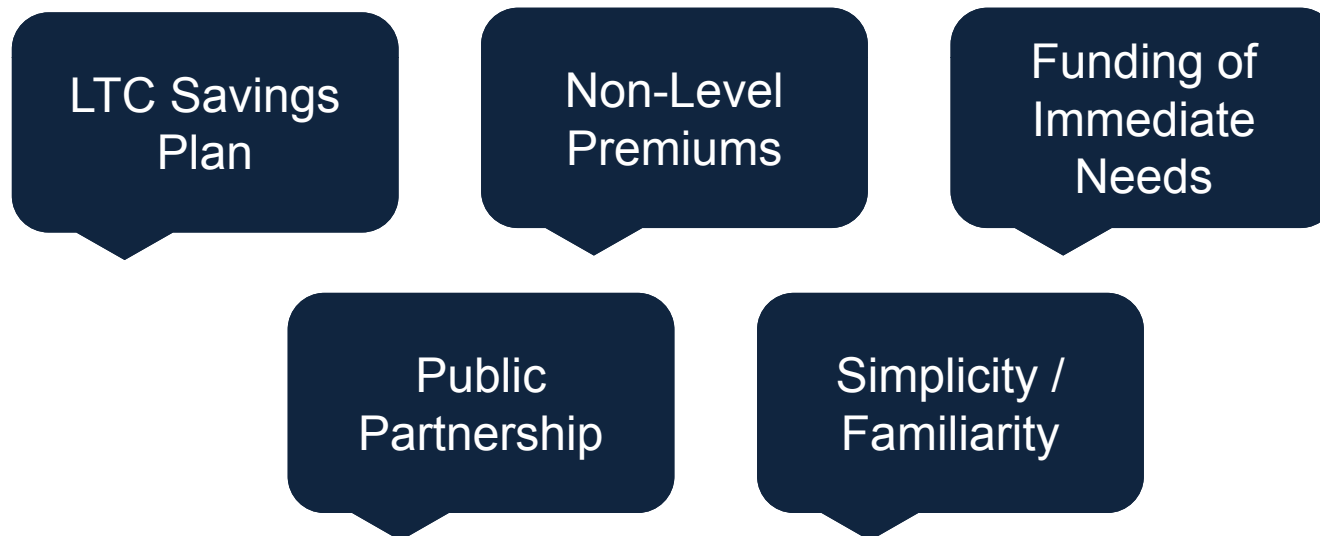 LTC Savings
Plan
Non-Level
Premiums
Funding of
Immediate
Needs
Public
Partnership
Simplicity /
Familiarity